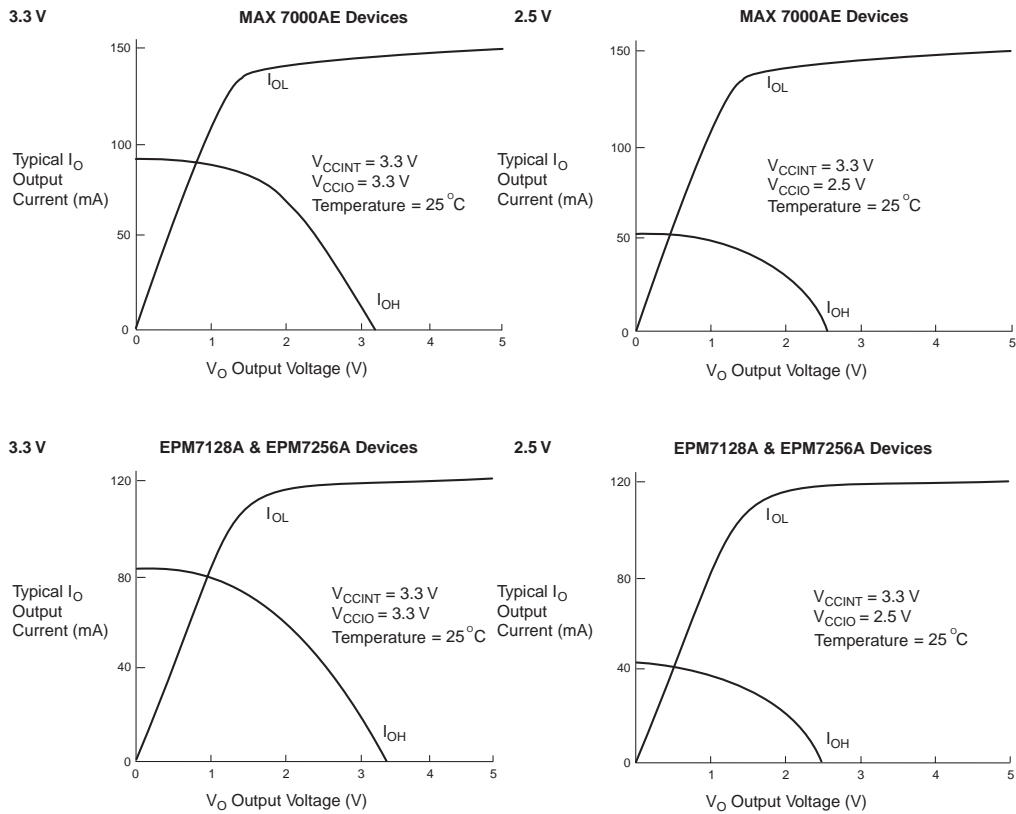 3.3 V
MAX 7000AE Devices
150
100
50
0
Typical IO
Output
Current (mA)
IOL
VCCINT = 3.3 V
VCCIO = 3.3 V
Temperature = 25 °C
IOH
0 1 2 3 4 5
VO Output Voltage (V)
2.5 V
MAX 7000AE Devices
150
100
50
0
Typical IO
Output
Current (mA)
IOL
VCCINT = 3.3 V
VCCIO = 2.5 V
Temperature = 25 °C
IOH
1 2 3 4 5
VO Output Voltage (V)
3.3 V
EPM7128A & EPM7256A Devices
120
80
40
0
Typical IO
Output
Current (mA)
IOL
VCCINT = 3.3 V
VCCIO = 3.3 V
Temperature = 25 °C
IOH
0 1 2 3 4 5
VO Output Voltage (V)
2.5 V
EPM7128A & EPM7256A Devices
120
80
40
0
Typical IO
Output
Current (mA)
IOL
VCCINT = 3.3 V
VCCIO = 2.5 V
Temperature = 25 °C
IOH
1 2 3 4 5
VO Output Voltage (V)